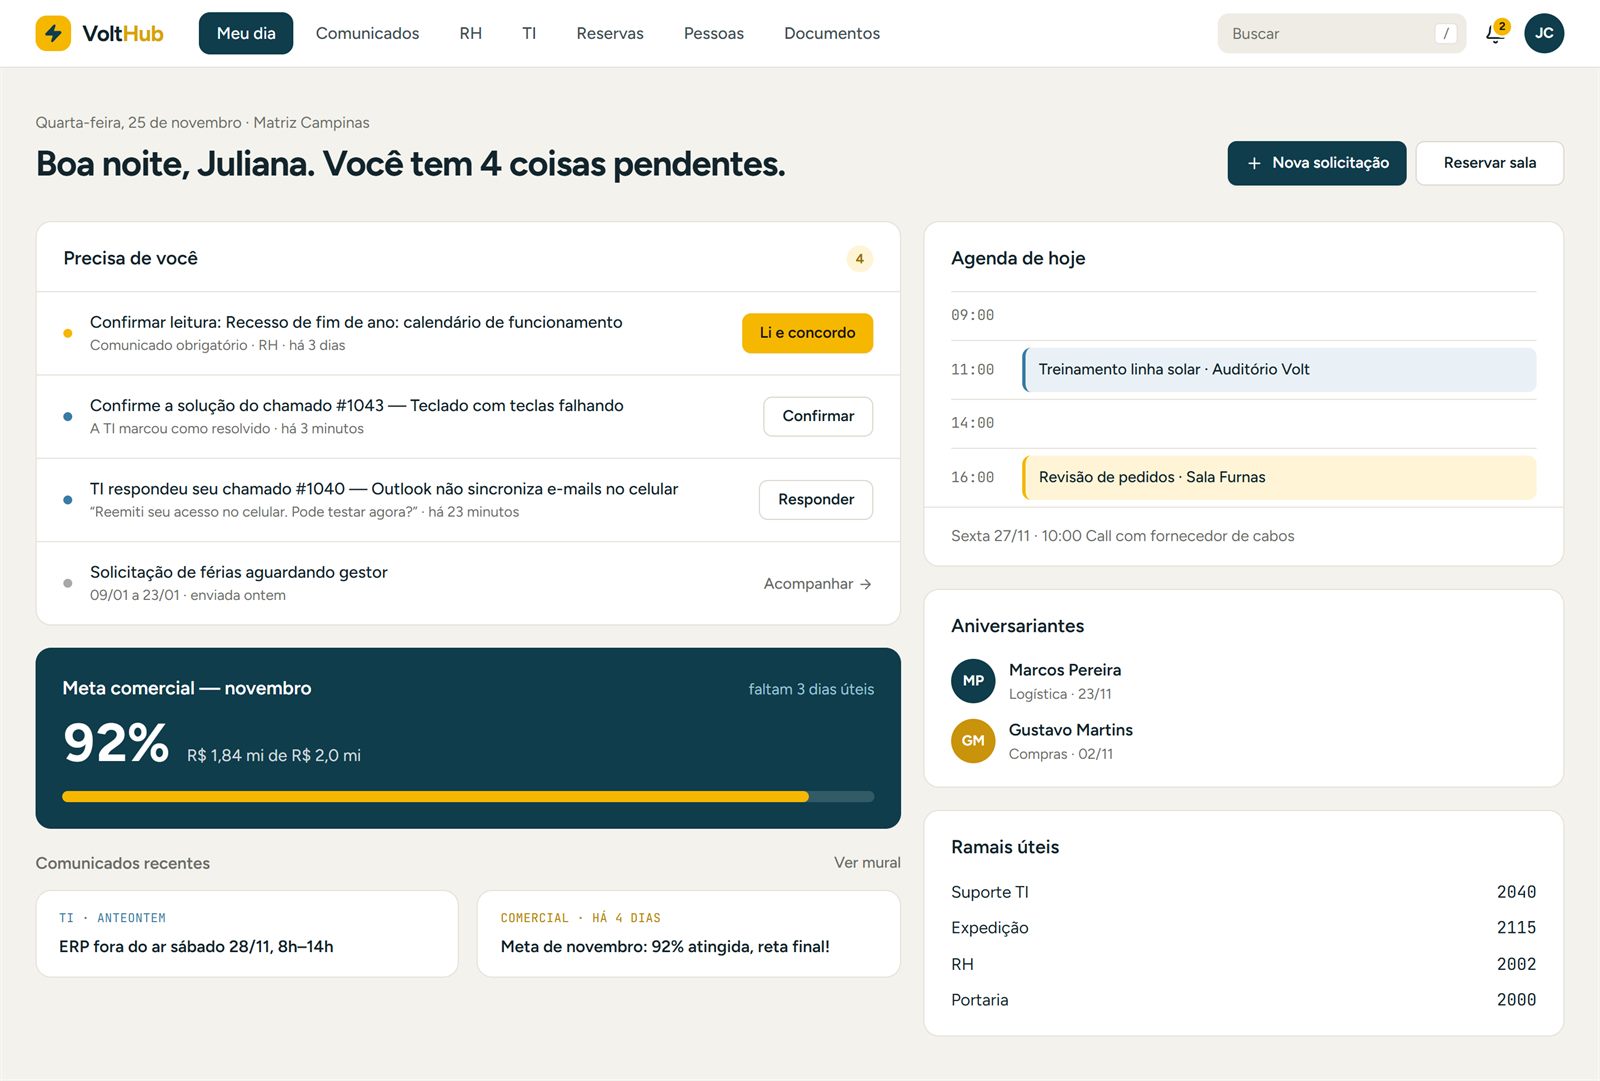 VoltHub
Meu dia
Comunicados
RH
TI
Reservas
Pessoas
Documentos
Buscar
/
2
JC
Quarta-feira, 25 de novembro · Matriz Campinas
Boa noite, Juliana. Você tem 4 coisas pendentes.
Nova solicitação
Reservar sala
Precisa de você
4
Confirmar leitura: Recesso de fim de ano: calendário de funcionamento
Comunicado obrigatório · RH · há 3 dias
Li e concordo
Confirme a solução do chamado #1043 — Teclado com teclas falhando
A TI marcou como resolvido · há 3 minutos
Confirmar
TI respondeu seu chamado #1040 — Outlook não sincroniza e-mails no celular
“Reemiti seu acesso no celular. Pode testar agora?” · há 23 minutos
Responder
Solicitação de férias aguardando gestor
09/01 a 23/01 · enviada ontem
Acompanhar →
Meta comercial — novembro
faltam 3 dias úteis
92%
R$ 1,84 mi de R$ 2,0 mi
Comunicados recentes
Ver mural
TI · ANTEONTEM
ERP fora do ar sábado 28/11, 8h–14h
COMERCIAL · HÁ 4 DIAS
Meta de novembro: 92% atingida, reta final!
Agenda de hoje
09:00
11:00
Treinamento linha solar · Auditório Volt
14:00
16:00
Revisão de pedidos · Sala Furnas
Sexta 27/11 · 10:00 Call com fornecedor de cabos
Aniversariantes
MP
Marcos Pereira
Logística · 23/11
GM
Gustavo Martins
Compras · 02/11
Ramais úteis
Suporte TI 2040
Expedição 2115
RH 2002
Portaria 2000